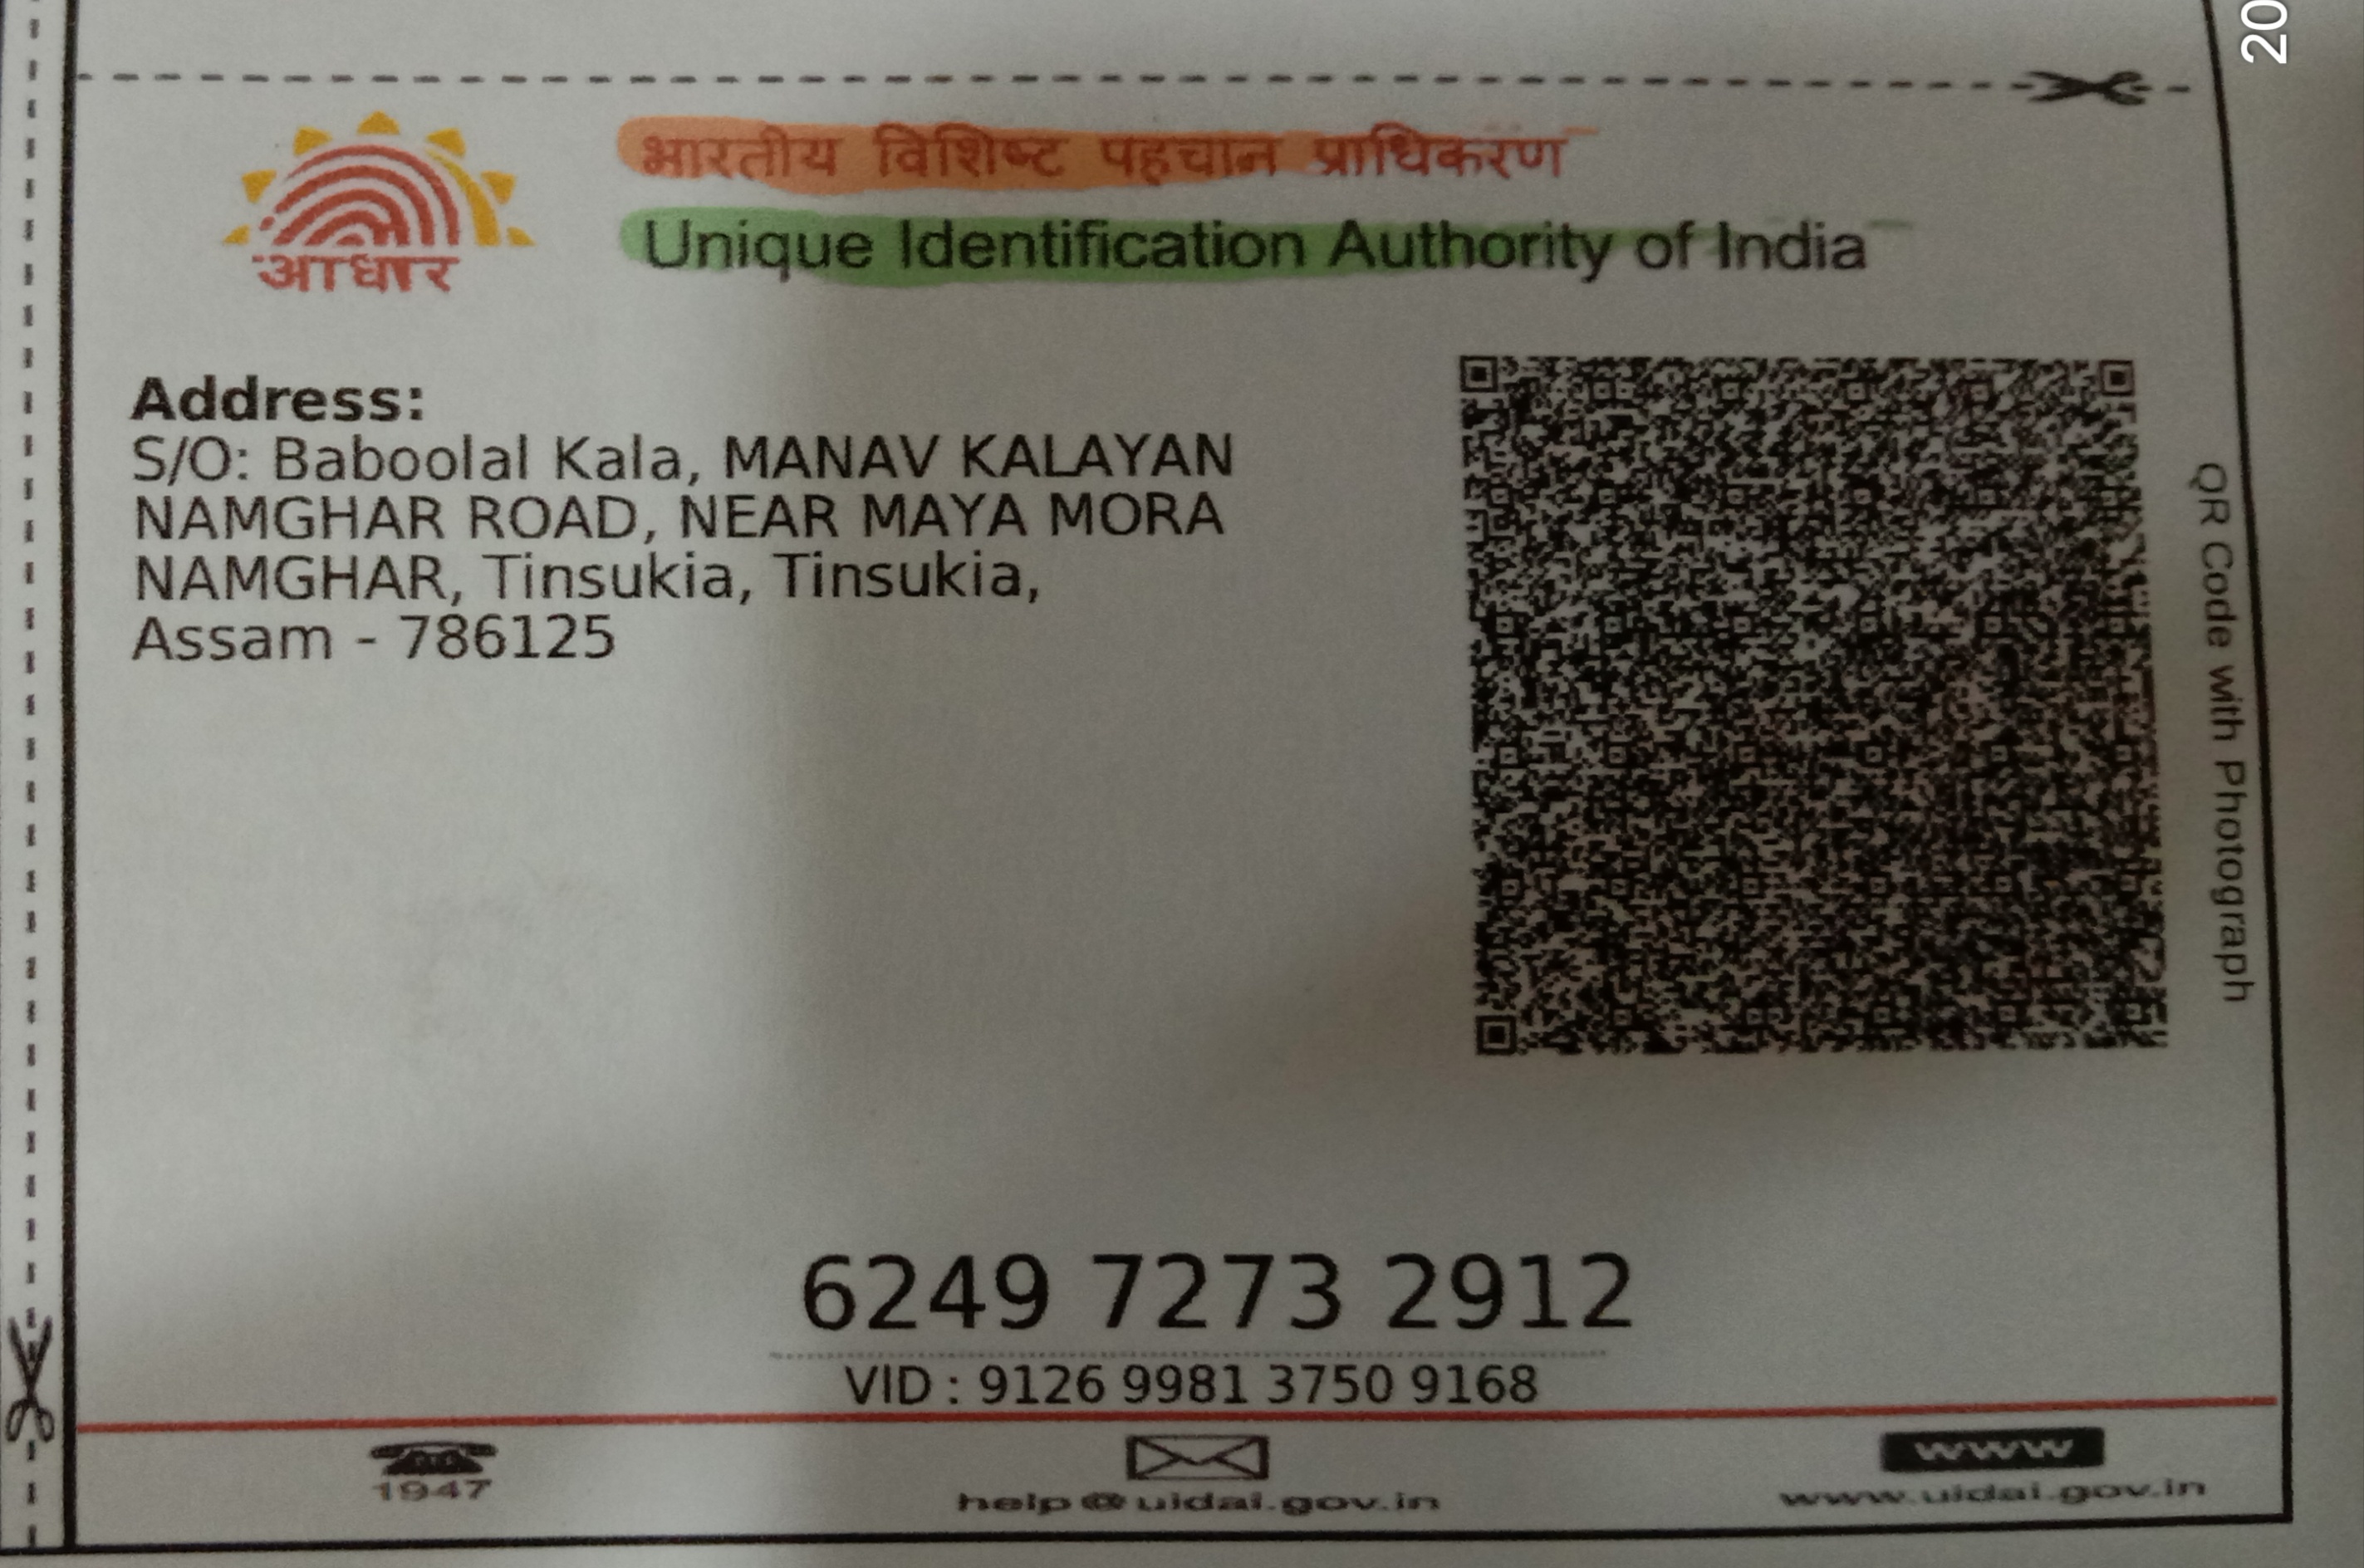 20
भारतीय विशिष्ट पहचान प्राधिकरण
Unique Identification Authority of India
आधार
Address:
S/O: Baboolal Kala, MANAV KALAYAN
NAMGHAR ROAD, NEAR MAYA MORA
NAMGHAR, Tinsukia, Tinsukia,
Assam - 786125
QR Code with Photograph
6249 7273 2912
VID : 9126 9981 3750 9168
1947
help@uidai.gov.in
www
www.uidai.gov.in